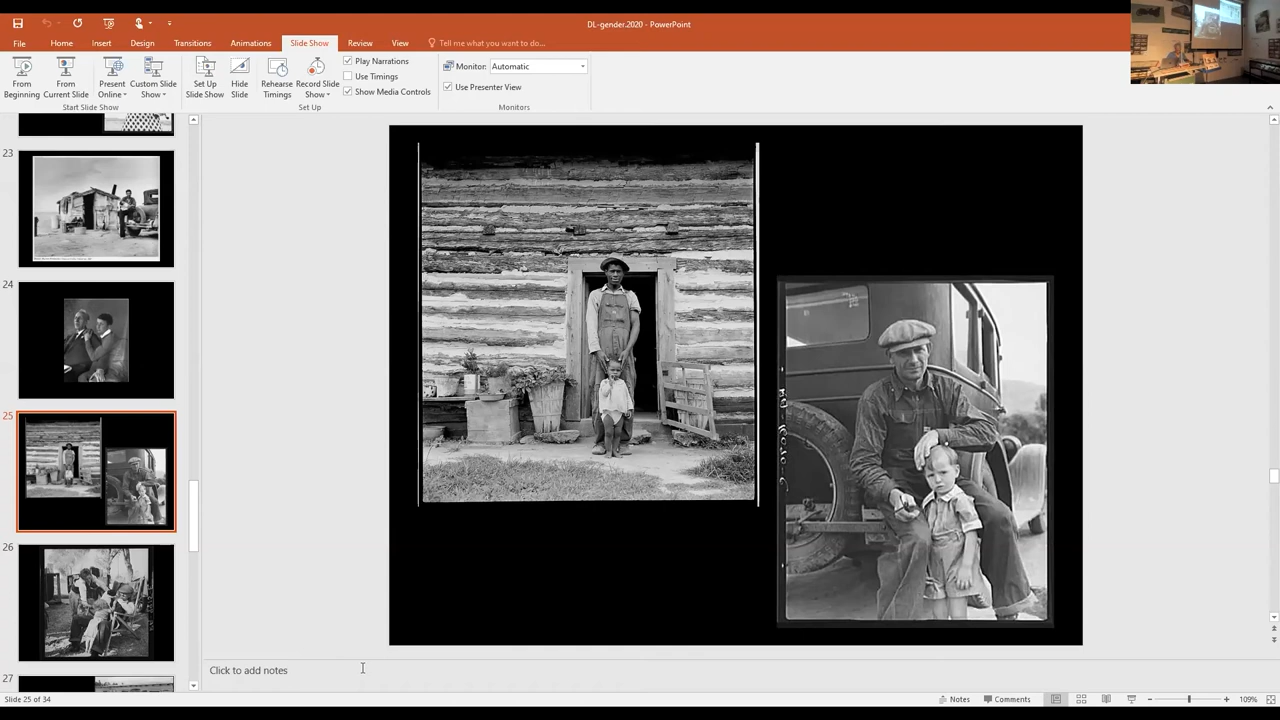 DL-gender.2020 - PowerPoint
File Home Insert Design Transitions Animations Slide Show Review View Tell me what you want to do...
From Beginning
From Current Slide
Present Online
Custom Slide Show
Start Slide Show
Set Up Slide Show
Hide Slide
Rehearse Timings
Record Slide Show
Play Narrations
Use Timings
Show Media Controls
Set Up
Monitor: Automatic
Use Presenter View
Monitors
23
24
25
26
27
Click to add notes
Slide 25 of 34
Notes Comments 109%